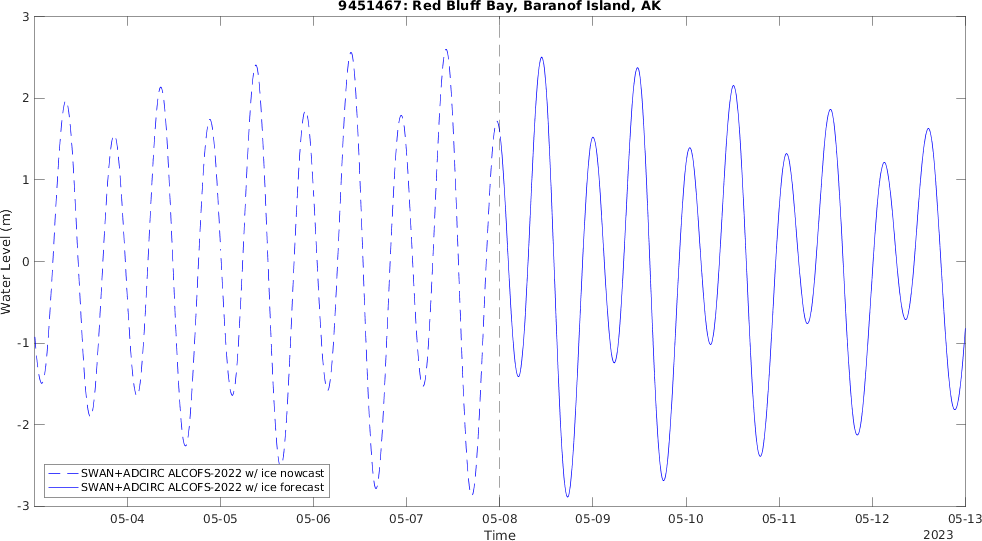 9451467: Red Bluff Bay, Baranof Island, AK
3
2
1
0
-1
-2
-3
Water Level (m)
SWAN+ADCIRC ALCOFS-2022 w/ ice nowcast
SWAN+ADCIRC ALCOFS-2022 w/ ice forecast
05-04 05-05 05-06 05-07 05-08 05-09 05-10 05-11 05-12 05-13
Time
2023